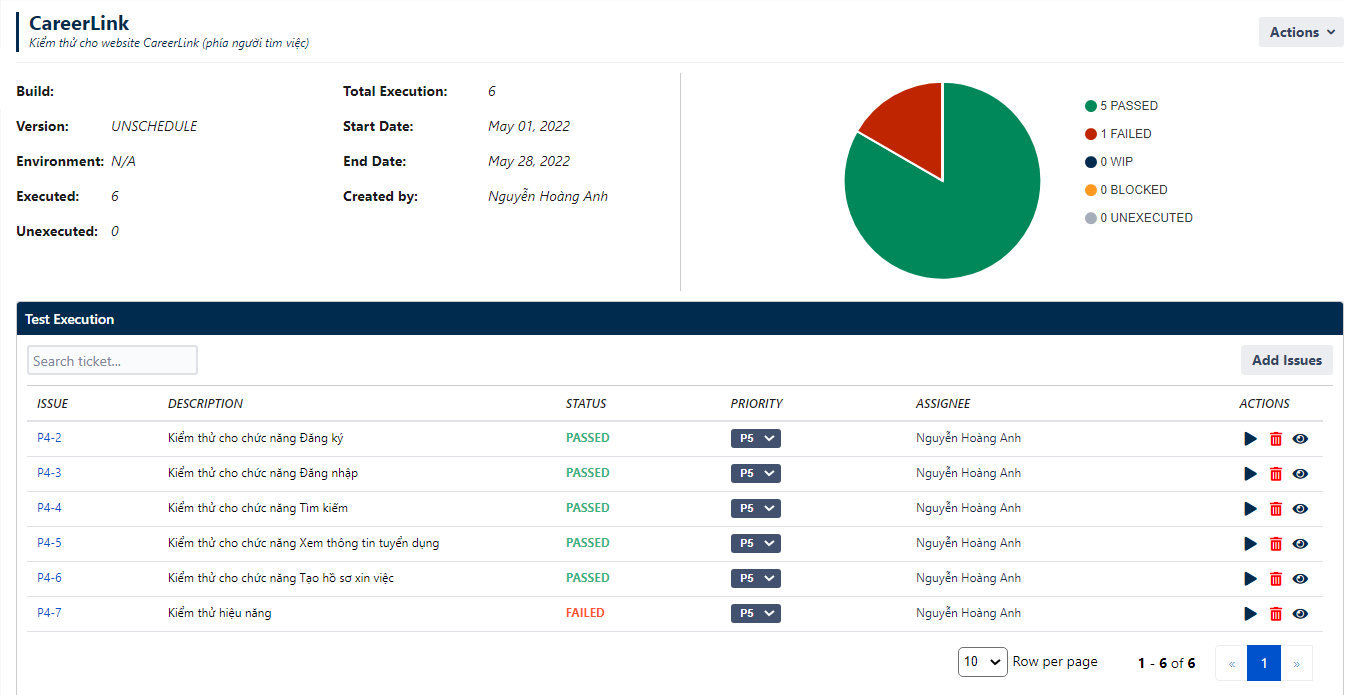 CareerLink
Kiểm thử cho website CareerLink (phía người tìm việc)
Actions
Build:
Version: UNSCHEDULE
Environment: N/A
Executed: 6
Unexecuted: 0
Total Execution: 6
Start Date: May 01, 2022
End Date: May 28, 2022
Created by: Nguyễn Hoàng Anh
5 PASSED
1 FAILED
0 WIP
0 BLOCKED
0 UNEXECUTED
Test Execution
Search ticket...
Add Issues
ISSUE DESCRIPTION STATUS PRIORITY ASSIGNEE ACTIONS
P4-2 Kiểm thử cho chức năng Đăng ký PASSED P5 Nguyễn Hoàng Anh
P4-3 Kiểm thử cho chức năng Đăng nhập PASSED P5 Nguyễn Hoàng Anh
P4-4 Kiểm thử cho chức năng Tìm kiếm PASSED P5 Nguyễn Hoàng Anh
P4-5 Kiểm thử cho chức năng Xem thông tin tuyển dụng PASSED P5 Nguyễn Hoàng Anh
P4-6 Kiểm thử cho chức năng Tạo hồ sơ xin việc PASSED P5 Nguyễn Hoàng Anh
P4-7 Kiểm thử hiệu năng FAILED P5 Nguyễn Hoàng Anh
10 Row per page 1 - 6 of 6 « 1 »